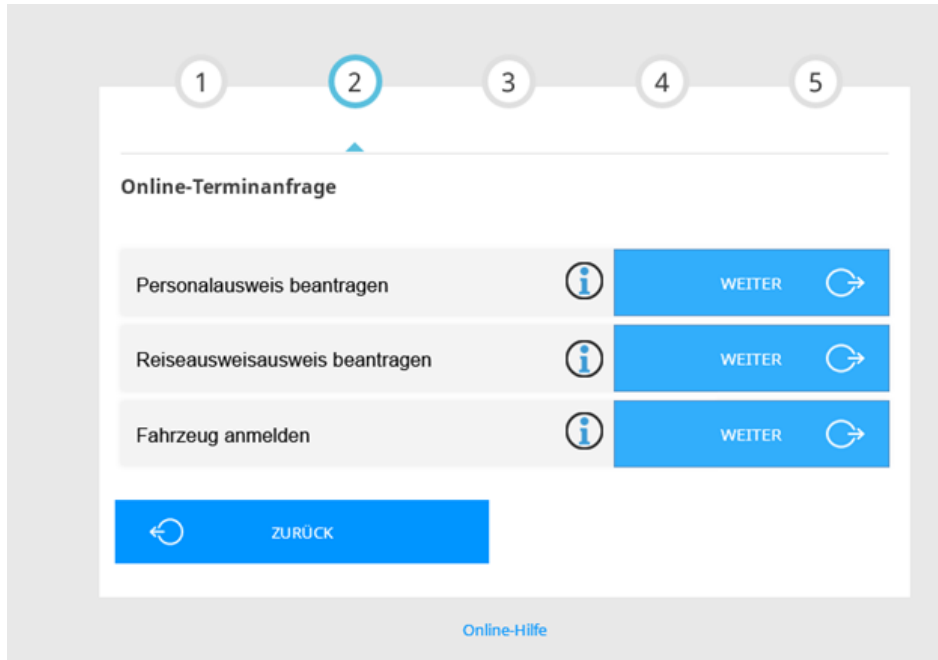 1 2 3 4 5
Online-Terminanfrage
Personalausweis beantragen i WEITER
Reiseausweisausweis beantragen i WEITER
Fahrzeug anmelden i WEITER
ZURÜCK
Online-Hilfe